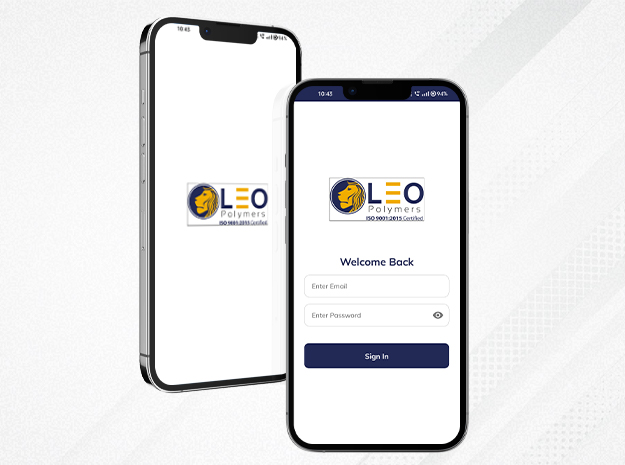 10:45
94%
LEO
Polymers
ISO 9001:2015 Certified
10:45
94%
LEO
Polymers
ISO 9001:2015 Certified
Welcome Back
Enter Email
Enter Password
Sign In